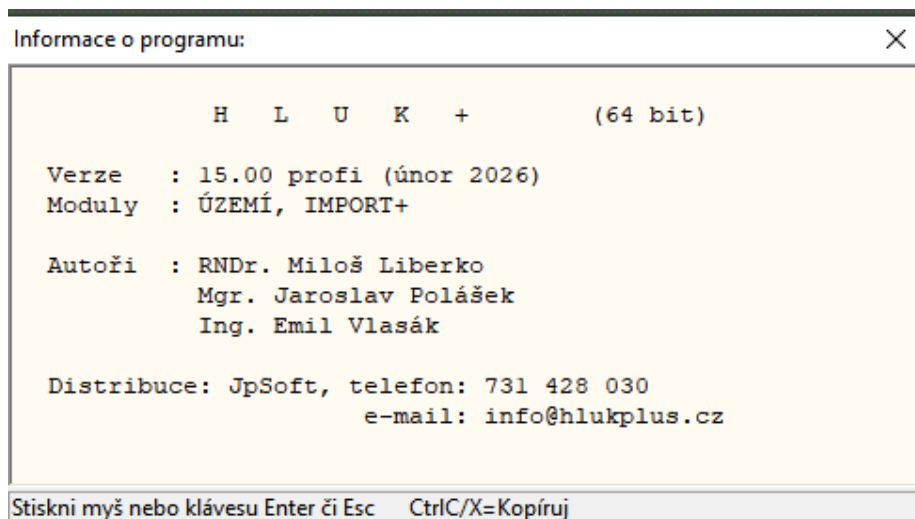 Informace o programu:
H L U K + (64 bit)
Verze : 15.00 profi (únor 2026)
Moduly : ÚZEMÍ, IMPORT+
Autoři : RNDr. Miloš Liberko
Mgr. Jaroslav Polášek
Ing. Emil Vlasák
Distribuce: JpSoft, telefon: 731 428 030
e-mail: info@hlukplus.cz
Stiskni myš nebo klávesu Enter či Esc CtrlC/X=Kopíruj